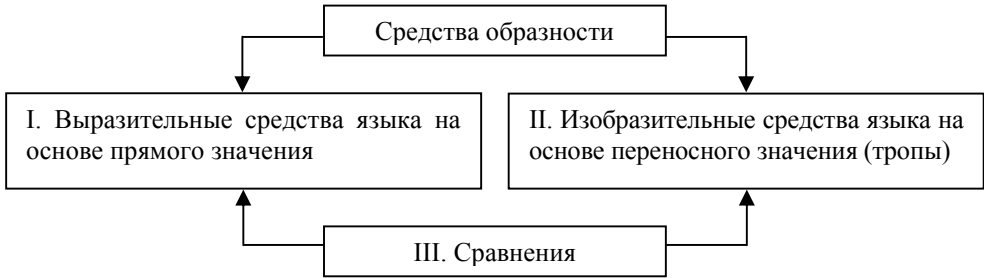 Средства образности
I. Выразительные средства языка на
основе прямого значения
II. Изобразительные средства языка на
основе переносного значения (тропы)
III. Сравнения